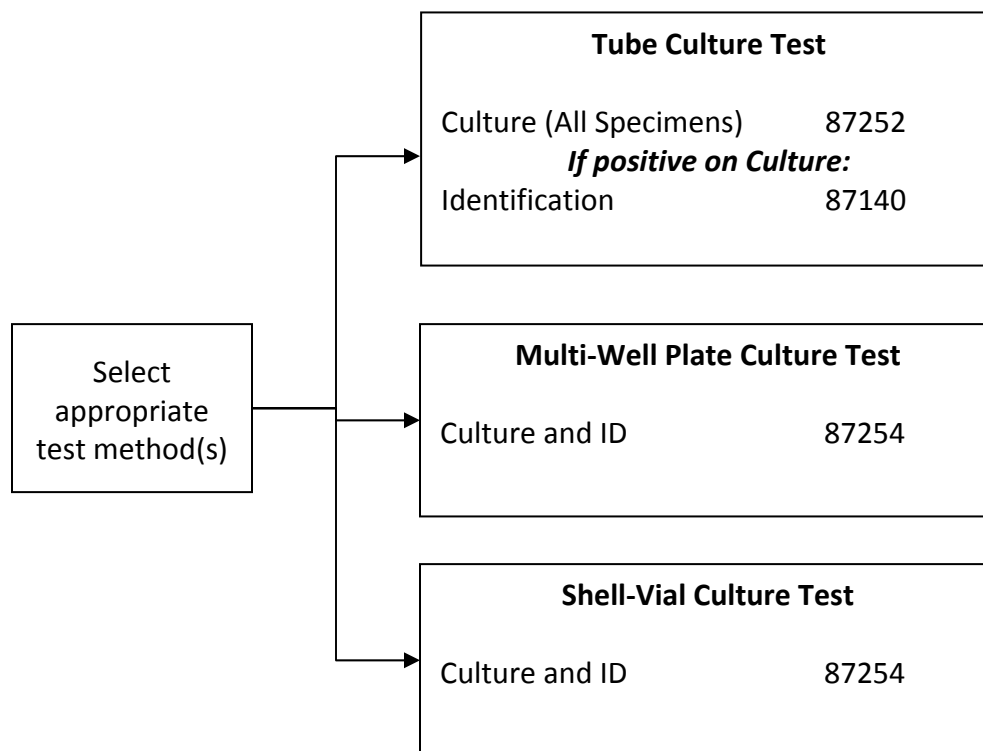 Tube Culture Test
Culture (All Specimens) 87252
If positive on Culture:
Identification 87140
Select
appropriate
test method(s)
Multi-Well Plate Culture Test
Culture and ID 87254
Shell-Vial Culture Test
Culture and ID 87254